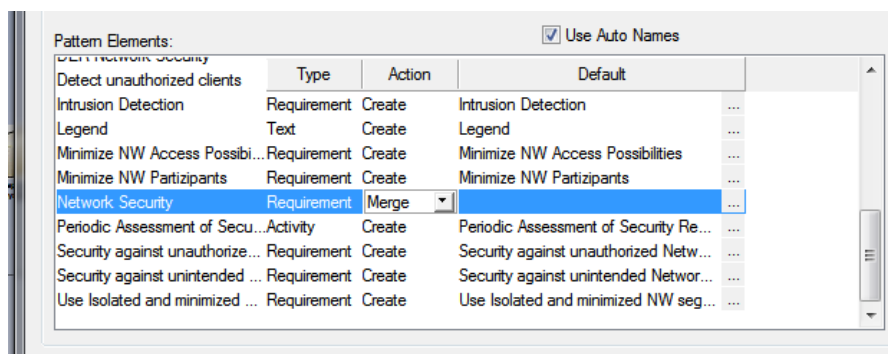 Pattern Elements: Use Auto Names
DER Network Security
Detect unauthorized clients Type Action Default
Intrusion Detection Requirement Create Intrusion Detection ...
Legend Text Create Legend ...
Minimize NW Access Possibi... Requirement Create Minimize NW Access Possibilities ...
Minimize NW Partizipants Requirement Create Minimize NW Partizipants ...
Network Security Requirement Merge ...
Periodic Assessment of Secu... Activity Create Periodic Assessment of Security Re... ...
Security against unauthorize... Requirement Create Security against unauthorized Netw... ...
Security against unintended ... Requirement Create Security against unintended Networ... ...
Use Isolated and minimized ... Requirement Create Use Isolated and minimized NW seg... ...